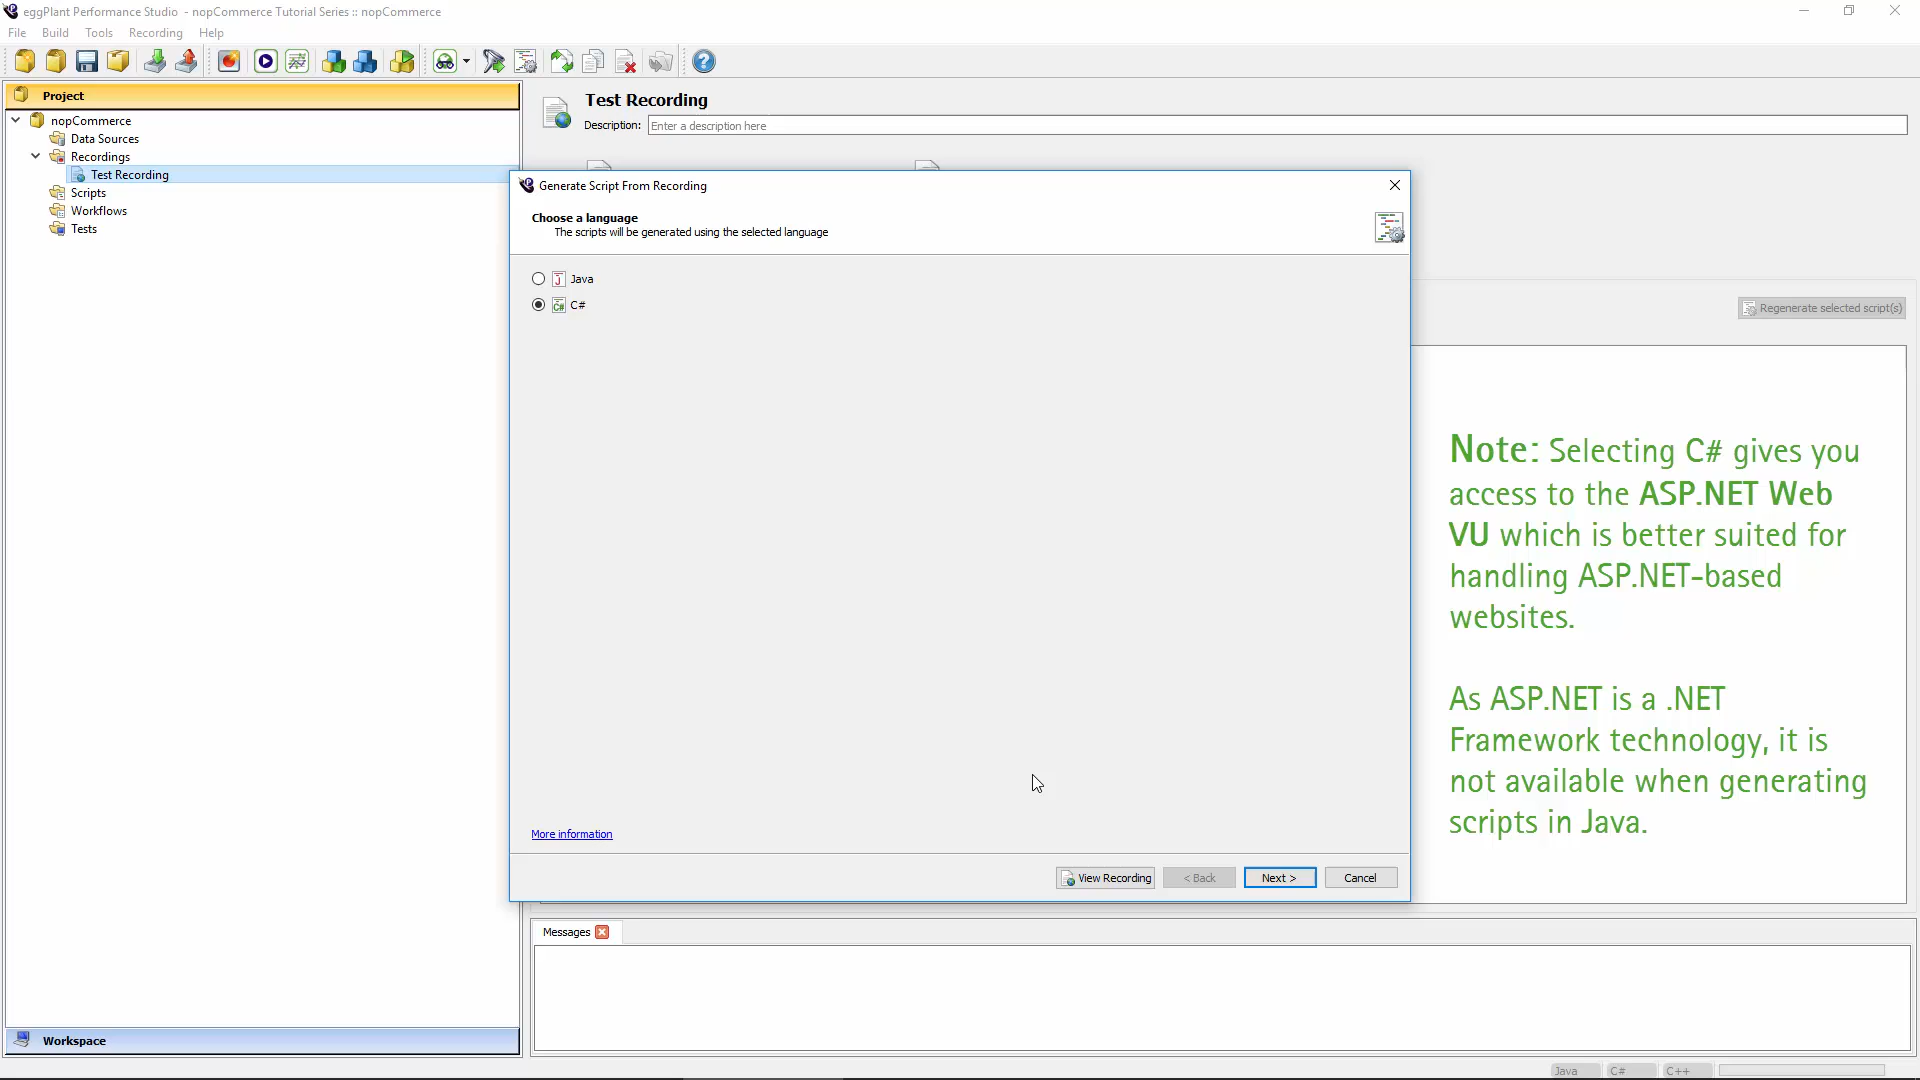 eggPlant Performance Studio - nopCommerce Tutorial Series :: nopCommerce
File Build Tools Recording Help
Project
nopCommerce
Data Sources
Recordings
Test Recording
Scripts
Workflows
Tests
Workspace
Test Recording
Description: Enter a description here
Regenerate selected script(s)
Generate Script From Recording
Choose a language
The scripts will be generated using the selected language
Java
C#
More information
View Recording < Back Next > Cancel
Note: Selecting C# gives you
access to the ASP.NET Web
VU which is better suited for
handling ASP.NET-based
websites.
As ASP.NET is a .NET
Framework technology, it is
not available when generating
scripts in Java.
Messages
Java C# C++